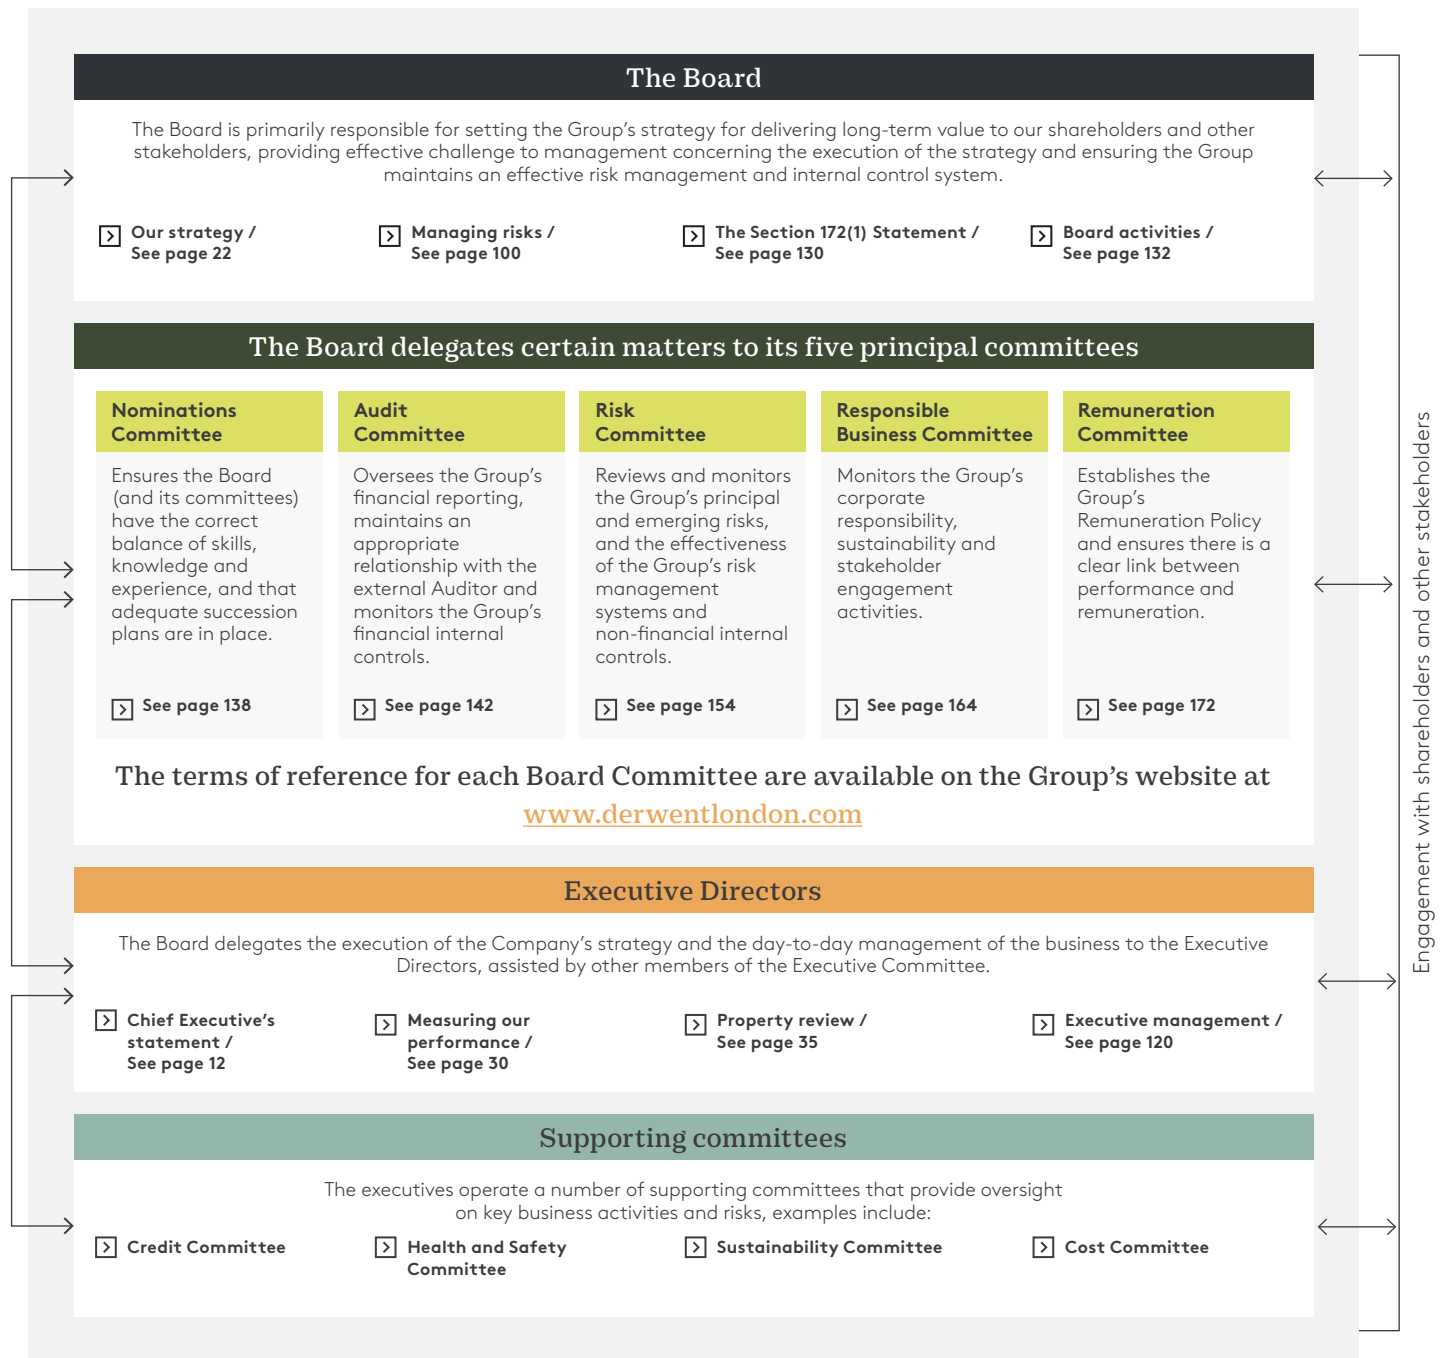 The Board
The Board is primarily responsible for setting the Group’s strategy for delivering long-term value to our shareholders and other
stakeholders, providing effective challenge to management concerning the execution of the strategy and ensuring the Group
maintains an effective risk management and internal control system.
Our strategy /
See page 22
Managing risks /
See page 100
The Section 172(1) Statement /
See page 130
Board activities /
See page 132
The Board delegates certain matters to its five principal committees
Nominations
Committee
Ensures the Board
(and its committees)
have the correct
balance of skills,
knowledge and
experience, and that
adequate succession
plans are in place.
See page 138
Audit
Committee
Oversees the Group’s
financial reporting,
maintains an
appropriate
relationship with the
external Auditor and
monitors the Group’s
financial internal
controls.
See page 142
Risk
Committee
Reviews and monitors
the Group’s principal
and emerging risks,
and the effectiveness
of the Group’s risk
management
systems and
non-financial internal
controls.
See page 154
Responsible
Business Committee
Monitors the Group’s
corporate
responsibility,
sustainability and
stakeholder
engagement
activities.
See page 164
Remuneration
Committee
Establishes the
Group’s
Remuneration Policy
and ensures there is a
clear link between
performance and
remuneration.
See page 172
The terms of reference for each Board Committee are available on the Group’s website at
www.derwentlondon.com
Executive Directors
The Board delegates the execution of the Company’s strategy and the day-to-day management of the business to the Executive
Directors, assisted by other members of the Executive Committee.
Chief Executive’s
statement /
See page 12
Measuring our
performance /
See page 30
Property review /
See page 35
Executive management /
See page 120
Supporting committees
The executives operate a number of supporting committees that provide oversight
on key business activities and risks, examples include:
Credit Committee
Health and Safety
Committee
Sustainability Committee
Cost Committee
Engagement with shareholders and other stakeholders